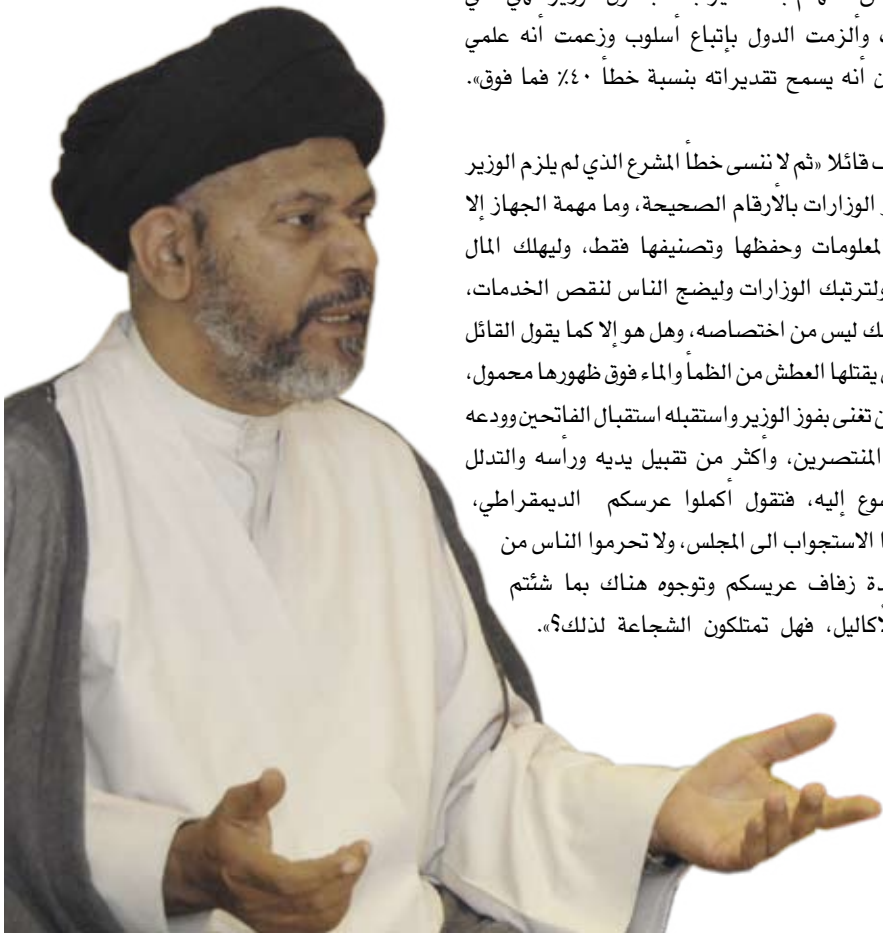 وألزمت الدول بإتباع أسلوب وزعمت أنه علمي
أنه يسمح تقديراته بنسبة خطأ ٤٠٪ فما فوق».
قائلا «ثم لا ننسى خطأ المشرع الذي لم يلزم الوزير
الوزارات بالأرقام الصحيحة، وما مهمة الجهاز إلا
لمعلومات وحفظها وتصنيفها فقط، وليهلك المال
ولترتبك الوزارات وليضج الناس لنقص الخدمات،
ليس من اختصاصه، وهل هو إلا كما يقول القائل
يقتلها العطش من الظمأ والماء فوق ظهورها محمول،
تغنى بفوز الوزير واستقبله استقبال الفاتحين وودعه
المنتصرين، وأكثر من تقبيل يديه ورأسه والتدلل
إليه، فتقول أكملوا عرسكم الديمقراطي،
الاستجواب الى المجلس، ولا تحرموا الناس من
زفاف عريسكم وتوجوه هناك بما شئتم
لأكاليل، فهل تمتلكون الشجاعة لذلك؟».